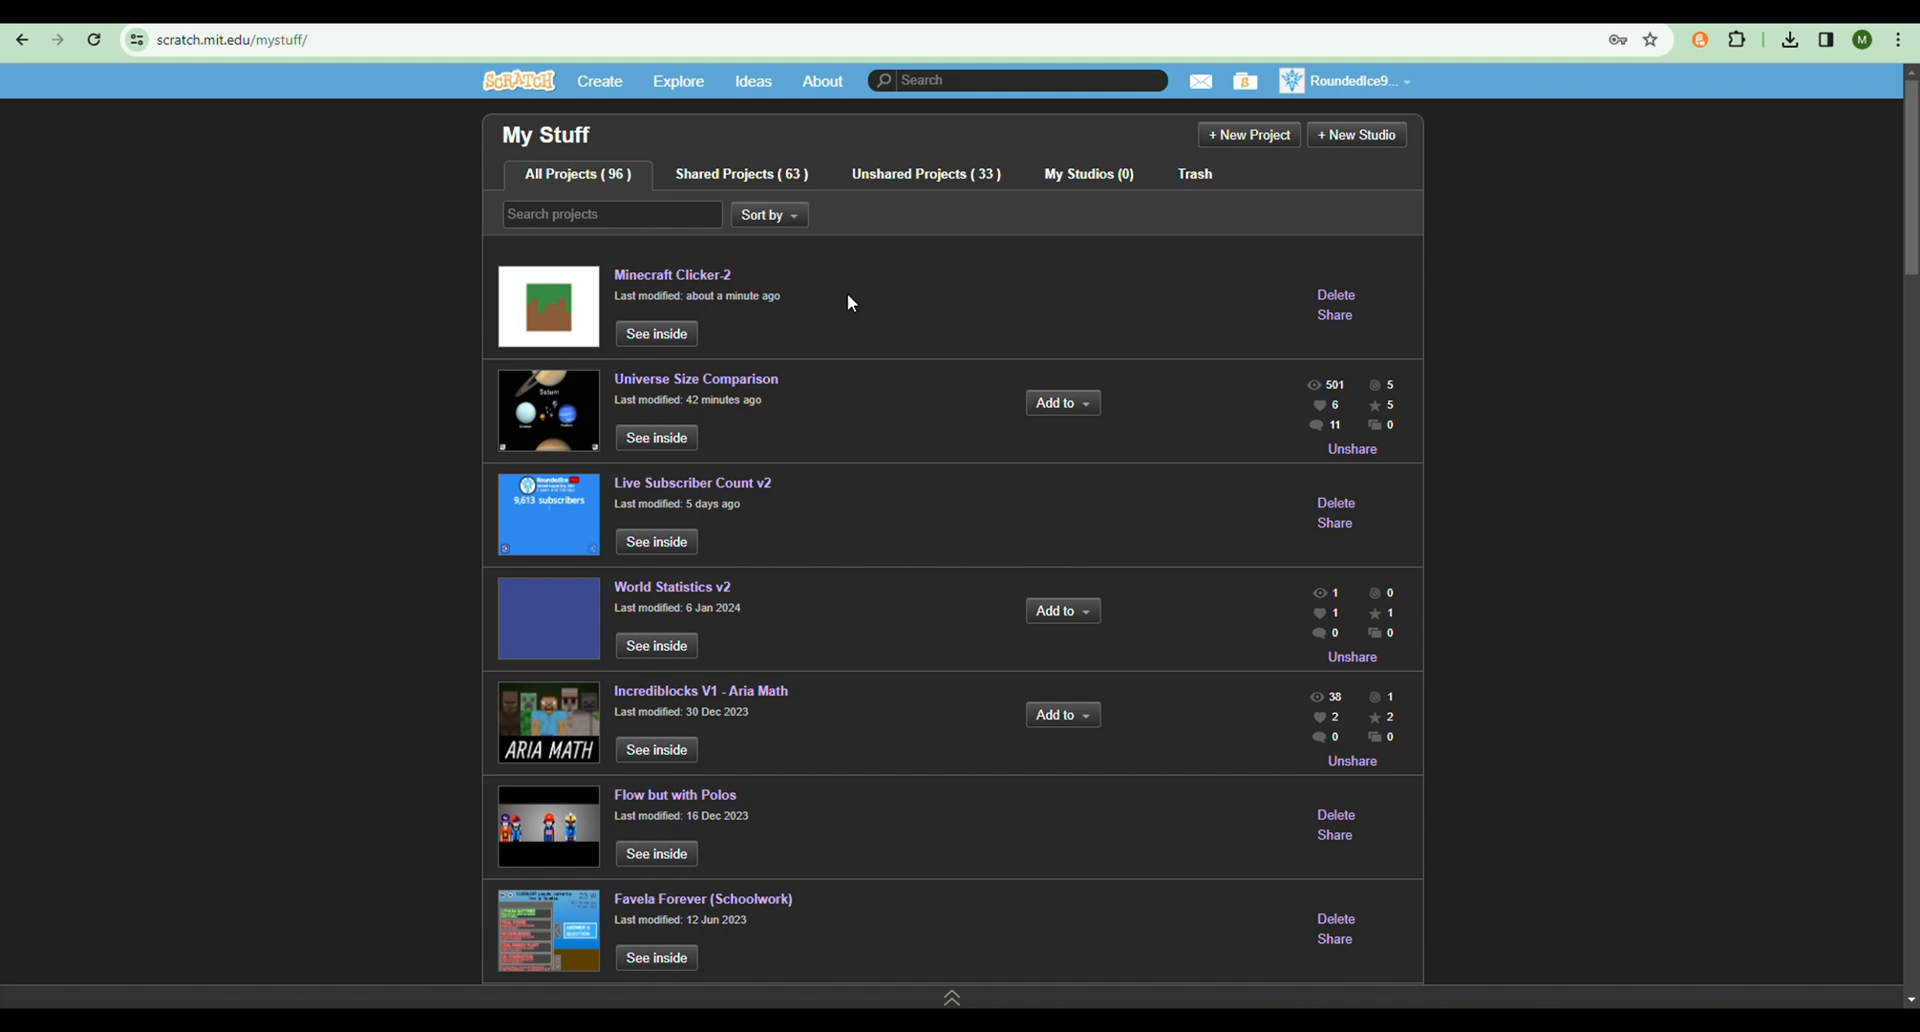 scratch.mit.edu/mystuff/
M
SCRATCH Create Explore Ideas About Search RoundedIce9...
My Stuff
+ New Project + New Studio
All Projects ( 96 ) Shared Projects ( 63 ) Unshared Projects ( 33 ) My Studios (0) Trash
Search projects Sort by
Minecraft Clicker-2
Last modified: about a minute ago
See inside
Delete
Share
Saturn
Universe Size Comparison
Last modified: 42 minutes ago
See inside
Add to
501 5
6 5
11 0
Unshare
RoundedIce
9,613 subscribers
Live Subscriber Count v2
Last modified: 5 days ago
See inside
Delete
Share
World Statistics v2
Last modified: 6 Jan 2024
See inside
Add to
1 0
1 1
0 0
Unshare
ARIA MATH
Incrediblocks V1 - Aria Math
Last modified: 30 Dec 2023
See inside
Add to
38 1
2 2
0 0
Unshare
Flow but with Polos
Last modified: 16 Dec 2023
See inside
Delete
Share
Favela Forever (Schoolwork)
Last modified: 12 Jun 2023
See inside
Delete
Share